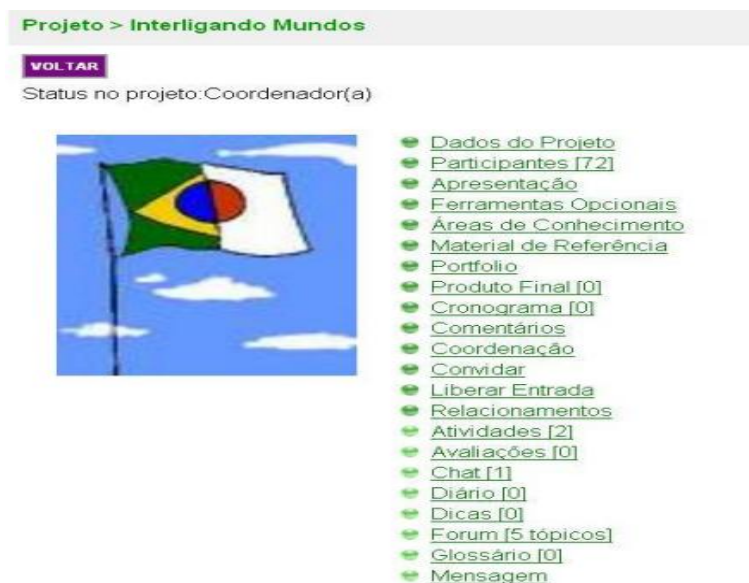 Projeto > Interligando Mundos
VOLTAR
Status no projeto:Coordenador(a)
Dados do Projeto
Participantes [72]
Apresentação
Ferramentas Opcionais
Áreas de Conhecimento
Material de Referência
Portfolio
Produto Final [0]
Cronograma [0]
Comentários
Coordenação
Convidar
Liberar Entrada
Relacionamentos
Atividades [2]
Avaliações [0]
Chat [1]
Diário [0]
Dicas [0]
Forum [5 tópicos]
Glossário [0]
Mensagem